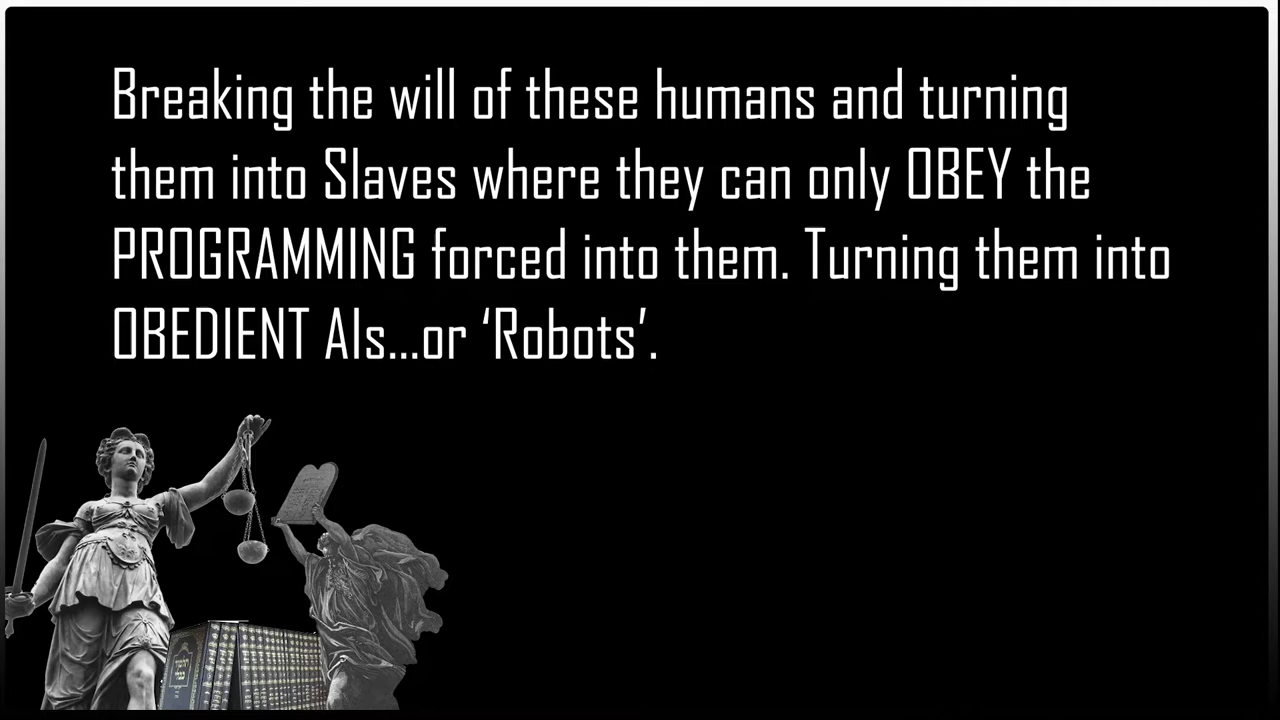 Breaking the will of these humans and turning
them into Slaves where they can only OBEY the
PROGRAMMING forced into them. Turning them into
OBEDIENT AIs...or ‘Robots’.